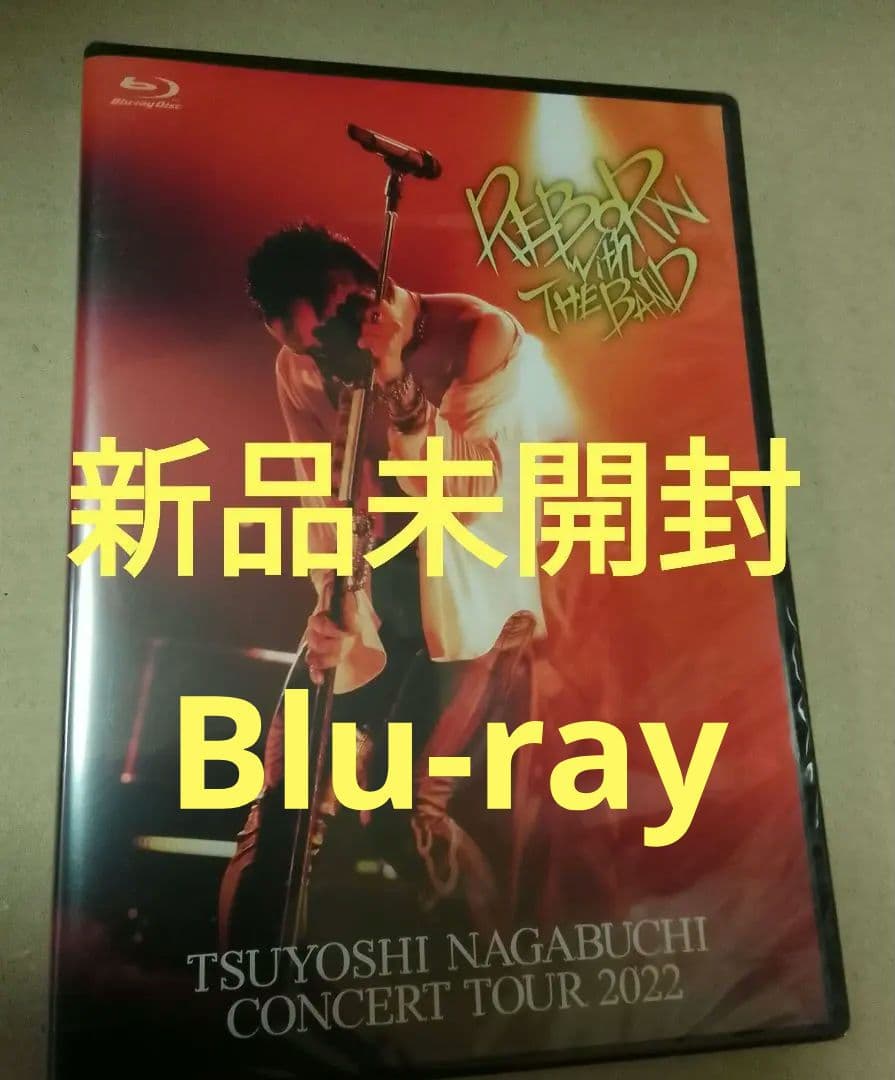 Blu-ray Disc
REBORN
with
THE BAND
新品未開封
Blu-ray
TSUYOSHI NAGABUCHI
CONCERT TOUR 2022